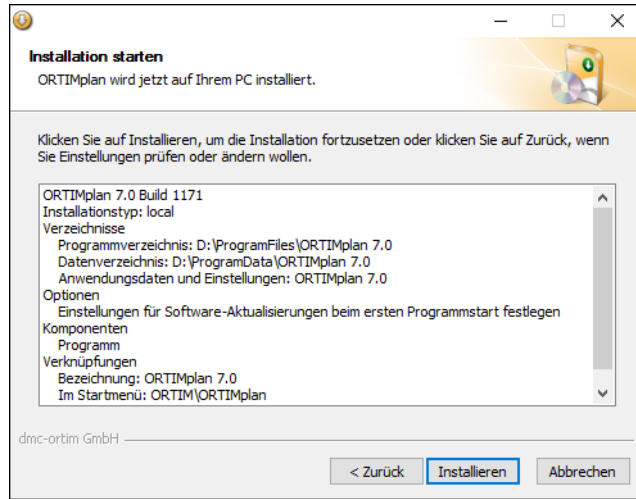 Installation starten
ORTIMplan wird jetzt auf Ihrem PC installiert.
Klicken Sie auf Installieren, um die Installation fortzusetzen oder klicken Sie auf Zurück, wenn
Sie Einstellungen prüfen oder ändern wollen.
ORTIMplan 7.0 Build 1171
Installationstyp: local
Verzeichnisse
Programmverzeichnis: D:\ProgramFiles\ORTIMplan 7.0
Datenverzeichnis: D:\ProgramData\ORTIMplan 7.0
Anwendungsdaten und Einstellungen: ORTIMplan 7.0
Optionen
Einstellungen für Software-Aktualisierungen beim ersten Programmstart festlegen
Komponenten
Programm
Verknüpfungen
Bezeichnung: ORTIMplan 7.0
Im Startmenü: ORTIM\ORTIMplan
dmc-ortim GmbH
< Zurück Installieren Abbrechen